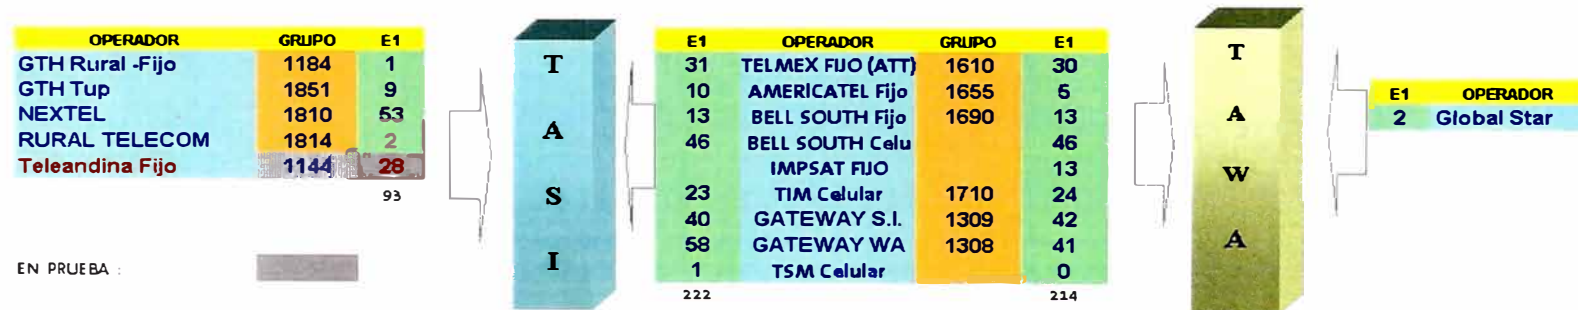 OPERADOR GRUPO E1
GTH Rural -Fijo 1184 1
GTH Tup 1851 9
NEXTEL 1810 53
RURAL TELECOM 1814 2
Teleandina Fijo 1144 28
93
EN PRUEBA :
T
A
S
I
E1 OPERADOR GRUPO E1
31 TELMEX FIJO (ATT) 1610 30
10 AMERICATEL Fijo 1655 5
13 BELL SOUTH Fijo 1690 13
46 BELL SOUTH Celu 46
IMPSAT FIJO 13
23 TIM Celular 1710 24
40 GATEWAY S.I. 1309 42
58 GATEWAY WA 1308 41
1 TSM Celular 0
222 214
T
A
W
A
E1 OPERADOR
2 Global Star